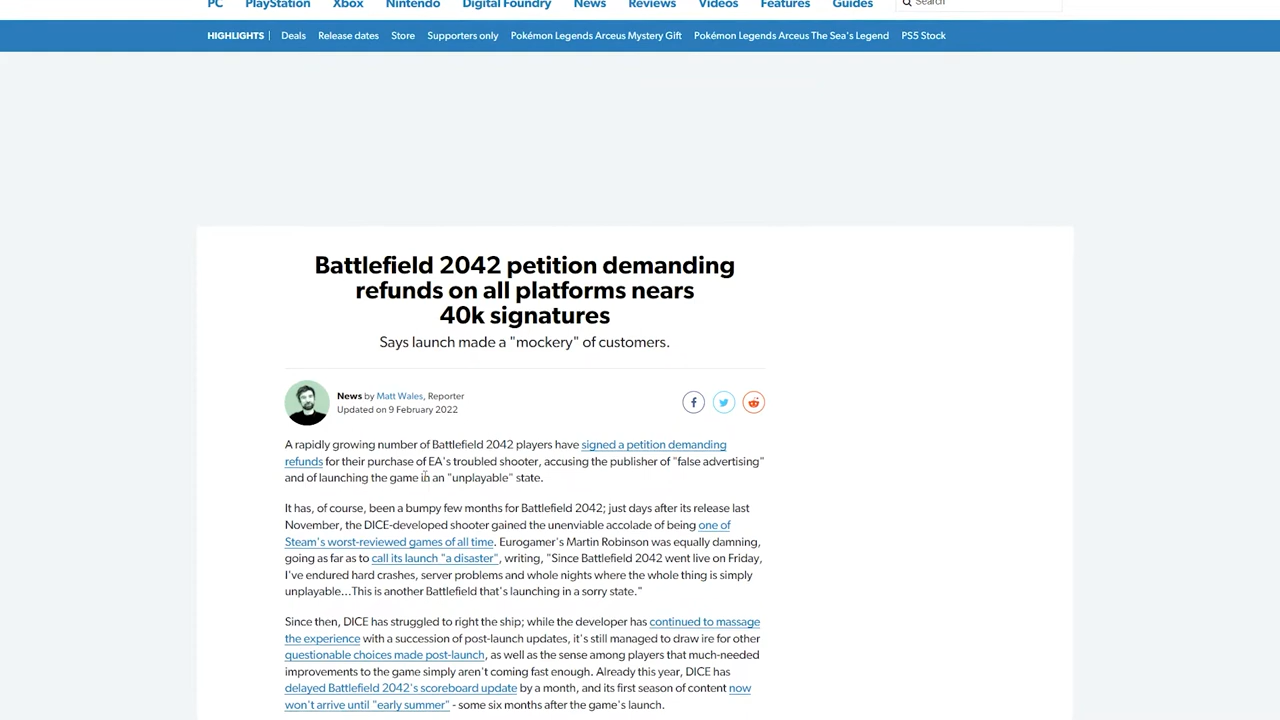 PC PlayStation Xbox Nintendo Digital Foundry News Reviews Videos Features Guides Search
HIGHLIGHTS | Deals Release dates Store Supporters only Pokémon Legends Arceus Mystery Gift Pokémon Legends Arceus The Sea's Legend PS5 Stock
Battlefield 2042 petition demanding
refunds on all platforms nears
40k signatures
Says launch made a "mockery" of customers.
News by Matt Wales, Reporter
Updated on 9 February 2022
A rapidly growing number of Battlefield 2042 players have signed a petition demanding
refunds for their purchase of EA's troubled shooter, accusing the publisher of "false advertising"
and of launching the game in an "unplayable" state.
It has, of course, been a bumpy few months for Battlefield 2042; just days after its release last
November, the DICE-developed shooter gained the unenviable accolade of being one of
Steam's worst-reviewed games of all time. Eurogamer's Martin Robinson was equally damning,
going as far as to call its launch "a disaster", writing, "Since Battlefield 2042 went live on Friday,
I've endured hard crashes, server problems and whole nights where the whole thing is simply
unplayable...This is another Battlefield that's launching in a sorry state."
Since then, DICE has struggled to right the ship; while the developer has continued to massage
the experience with a succession of post-launch updates, it's still managed to draw ire for other
questionable choices made post-launch, as well as the sense among players that much-needed
improvements to the game simply aren't coming fast enough. Already this year, DICE has
delayed Battlefield 2042's scoreboard update by a month, and its first season of content now
won't arrive until "early summer" - some six months after the game's launch.